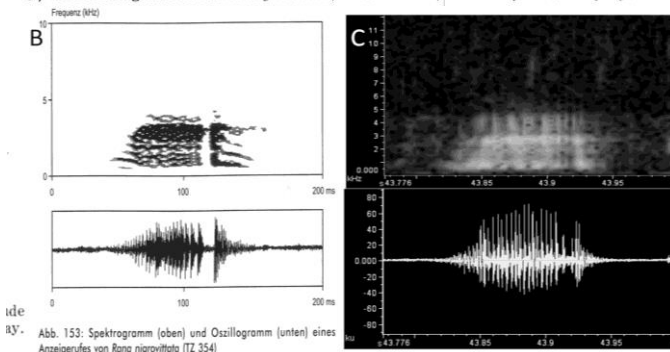 Frequenz (kHz)
B
10
5
0
0
100
200 ms
0
100
200 ms
ide
ay.
Abb. 153: Spektrogramm (oben) und Oszillogramm (unten) eines
Anzeigerufes von Rana nigrovittata (TZ 354)
C
11
10
9
8
7
6
5
4
3
2
1
0.000
kHz
s43.776
43.85
43.9
43.95
80
60
40
20
0.000
-20
-40
-60
-80
ku
s43.776
43.85
43.9
43.95